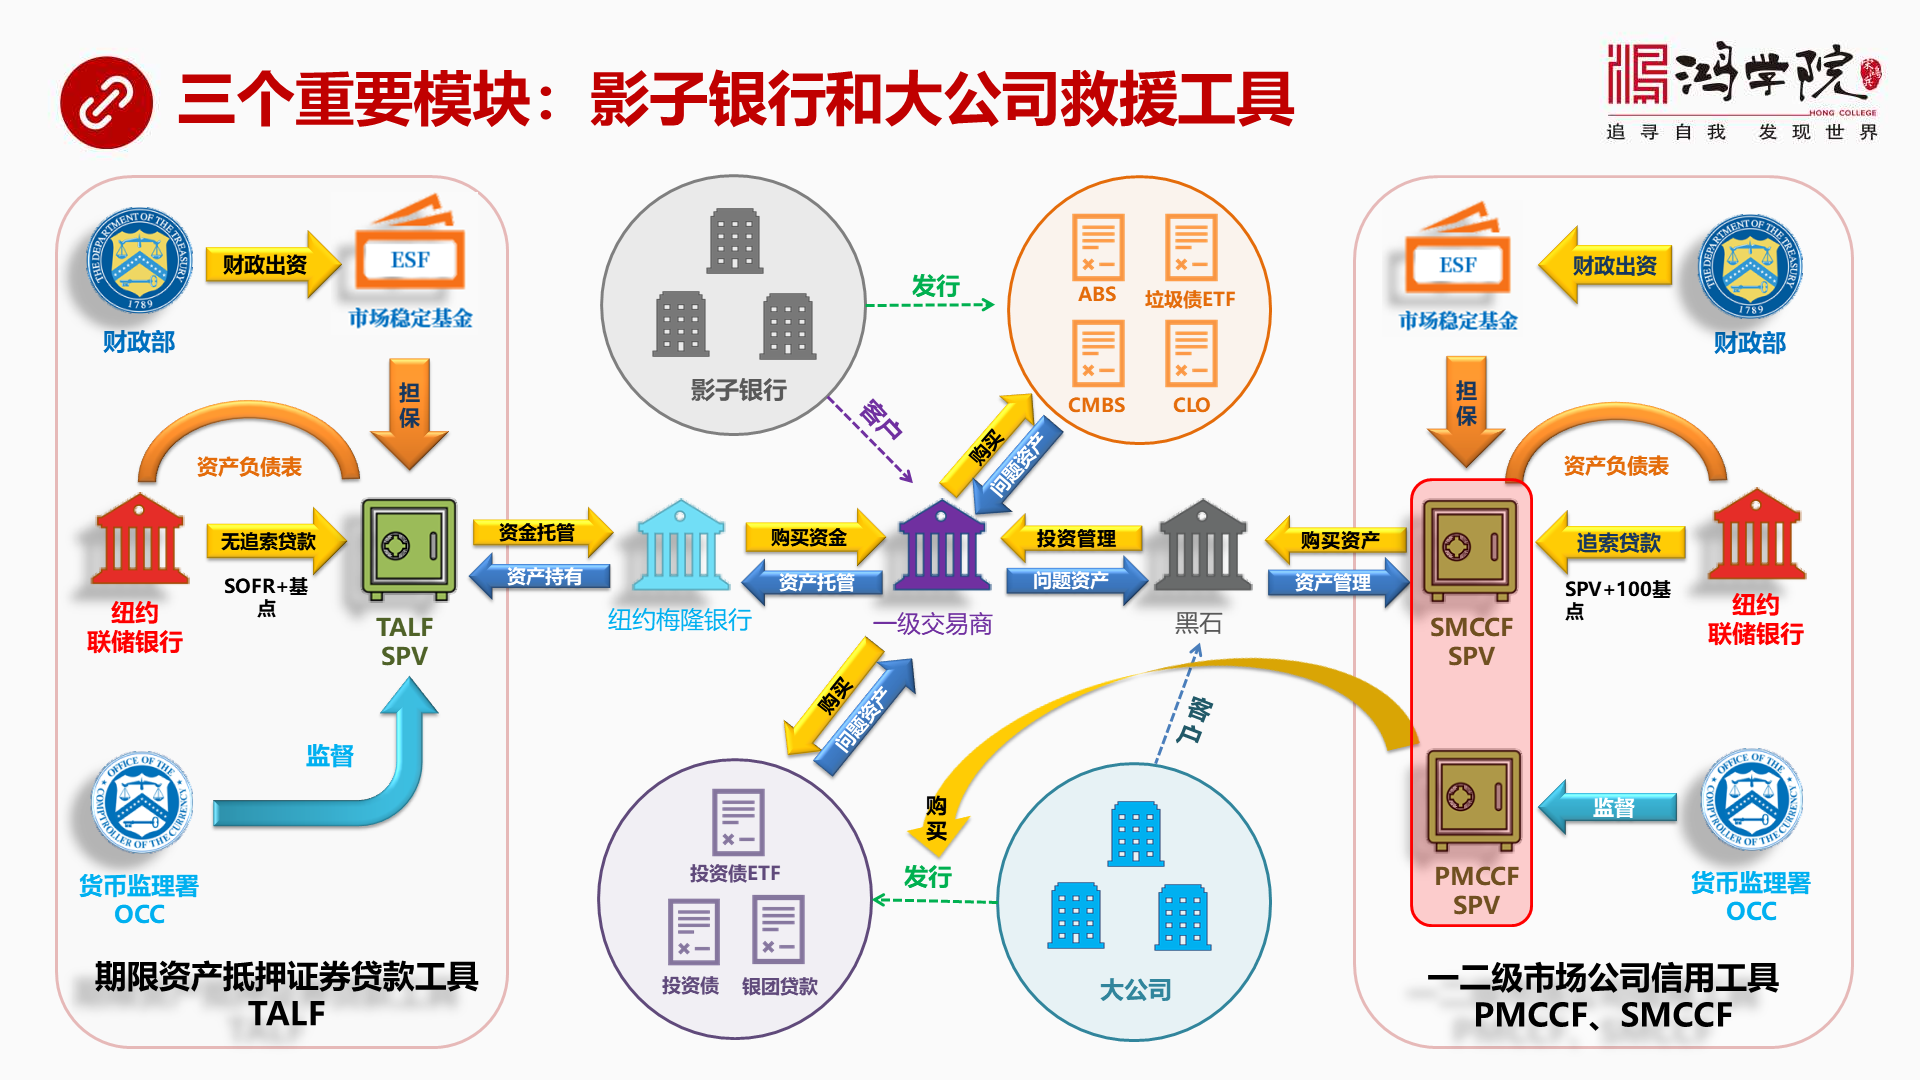 三个重要模块：影子银行和大公司救援工具
鸿学院
HONG COLLEGE
追寻自我 发现世界
THE DEPARTMENT OF THE TREASURY
1789
财政部
财政出资
ESF
市场稳定基金
担
保
资产负债表
纽约
联储银行
无追索贷款
SOFR+基
点
TALF
SPV
监督
OFFICE OF THE
COMPTROLLER OF THE CURRENCY
货币监理署
OCC
期限资产抵押证券贷款工具
TALF
影子银行
发行
客户
ABS
垃圾债ETF
CMBS
CLO
购买
问题资产
资金托管
资产持有
纽约梅隆银行
购买资金
资产托管
一级交易商
投资管理
问题资产
黑石
购买资产
资产管理
购买
问题资产
投资债ETF
投资债
银团贷款
发行
购
买
客
户
大公司
ESF
市场稳定基金
财政出资
THE DEPARTMENT OF THE TREASURY
1789
财政部
担
保
资产负债表
SMCCF
SPV
追索贷款
SPV+100基
点
纽约
联储银行
PMCCF
SPV
监督
OFFICE OF THE
COMPTROLLER OF THE CURRENCY
货币监理署
OCC
一二级市场公司信用工具
PMCCF、SMCCF